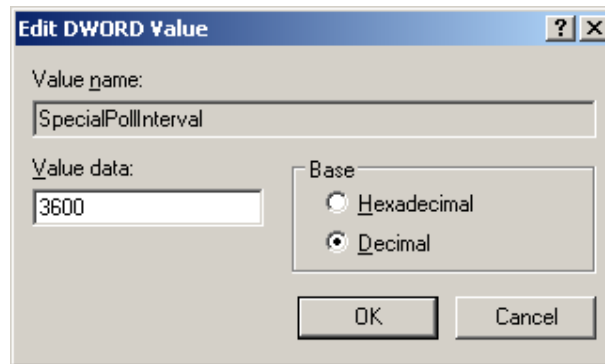 Edit DWORD Value
Value name:
SpecialPollInterval
Value data:
3600
Base
Hexadecimal
Decimal
OK
Cancel